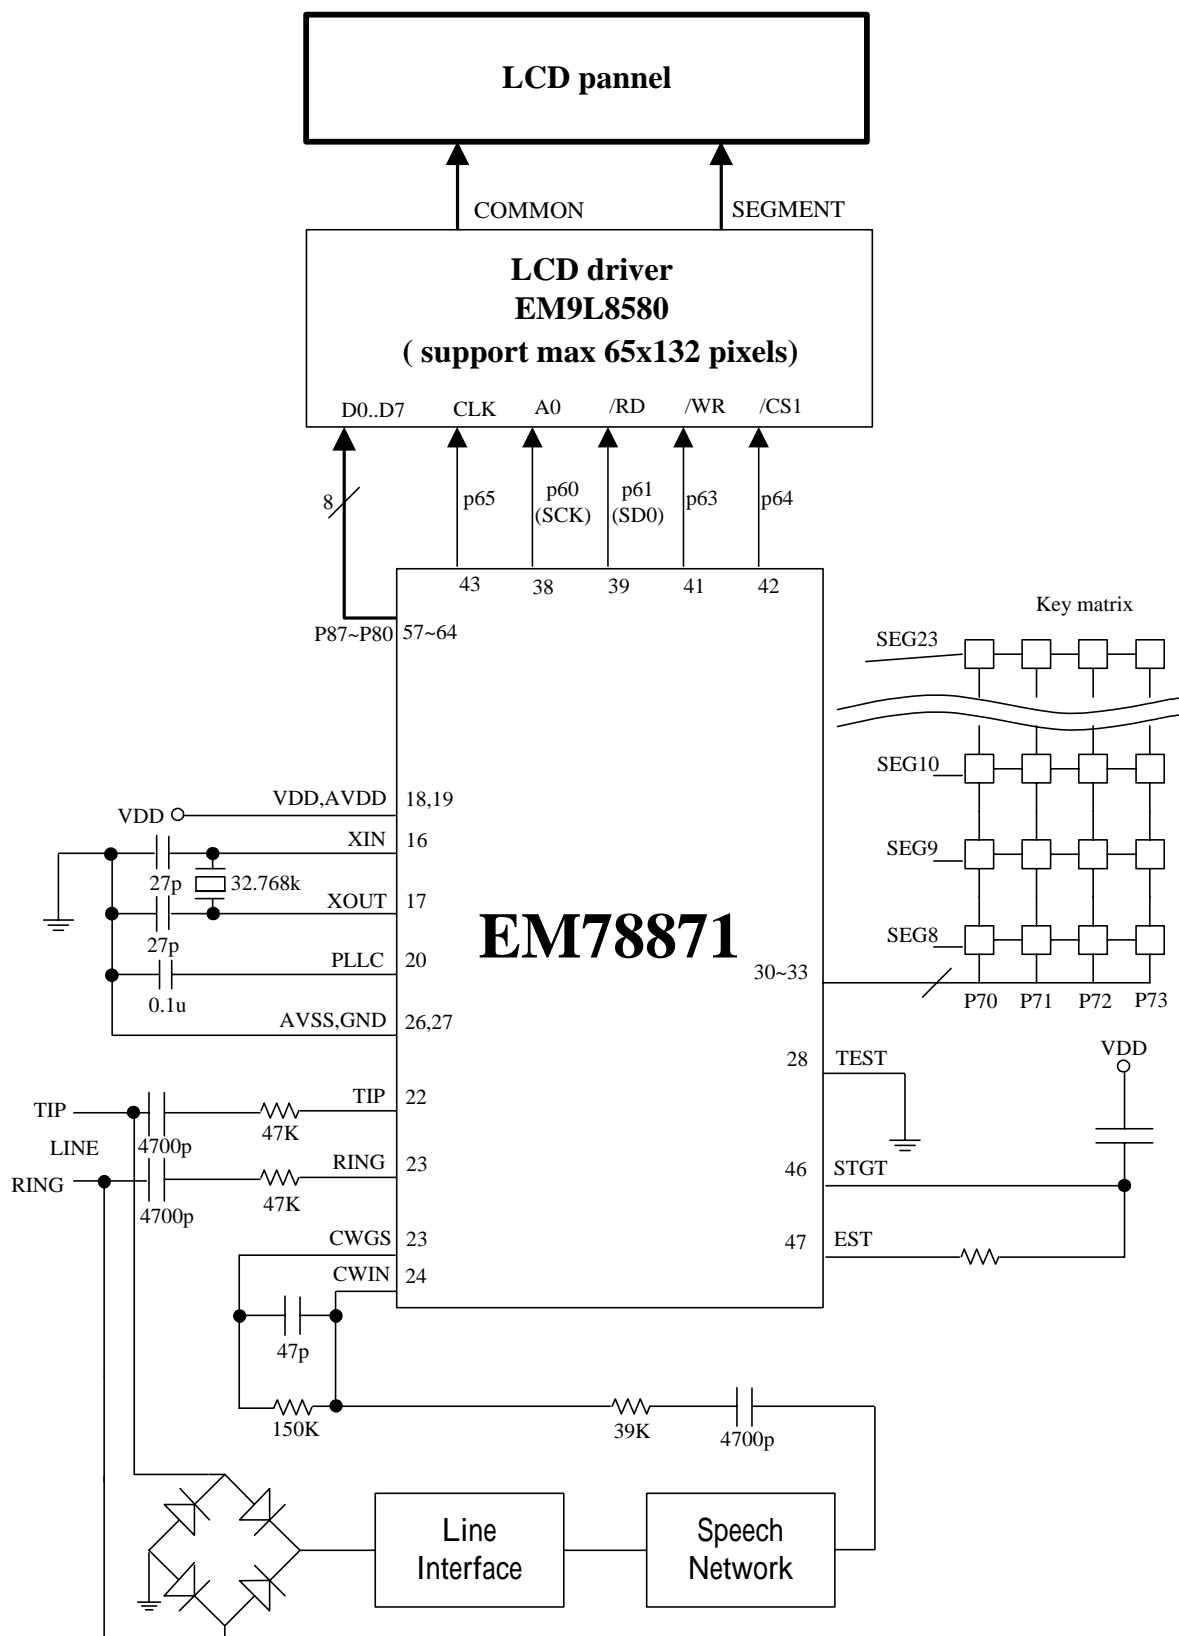 LCD pannel
COMMON
SEGMENT
LCD driver
EM9L8580
( support max 65x132 pixels)
D0..D7 CLK A0 /RD /WR /CS1
8
p65
p60
(SCK)
p61
(SD0)
p63
p64
43 38 39 41 42
P87~P80 57~64
Key matrix
SEG23
SEG10
SEG9
SEG8
P70 P71 P72 P73
30~33
VDD
VDD,AVDD 18,19
XIN 16
27p
32.768k
XOUT 17
27p
PLLC 20
0.1u
AVSS,GND 26,27
EM78871
28 TEST
VDD
TIP
4700p
47K
TIP 22
LINE
RING
4700p
47K
RING 23
46 STGT
47 EST
CWGS 23
CWIN 24
47p
150K
39K
4700p
Line
Interface
Speech
Network